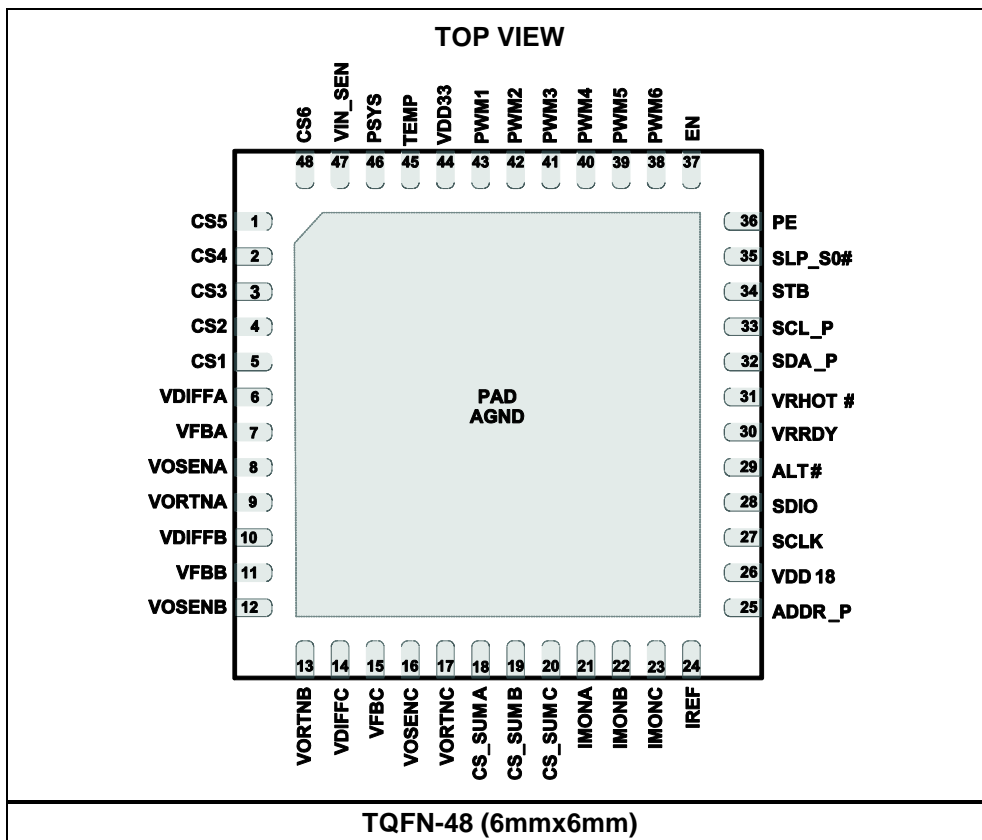 TOP VIEW
CS6
VIN_SEN
PSYS
TEMP
VDD33
PWM1
PWM2
PWM3
PWM4
PWM5
PWM6
EN
48 47 46 45 44 43 42 41 40 39 38 37
CS5 1
CS4 2
CS3 3
CS2 4
CS1 5
VDIFFA 6
VFBA 7
VOSENA 8
VORTNA 9
VDIFFB 10
VFBB 11
VOSENB 12
PAD
AGND
36 PE
35 SLP_S0#
34 STB
33 SCL_P
32 SDA_P
31 VRHOT #
30 VRRDY
29 ALT#
28 SDIO
27 SCLK
26 VDD 18
25 ADDR_P
13 14 15 16 17 18 19 20 21 22 23 24
VORTNB
VDIFFC
VFBC
VOSENC
VORTNC
CS_SUMA
CS_SUMB
CS_SUMC
IMONA
IMONB
IMONC
IREF
TQFN-48 (6mmx6mm)